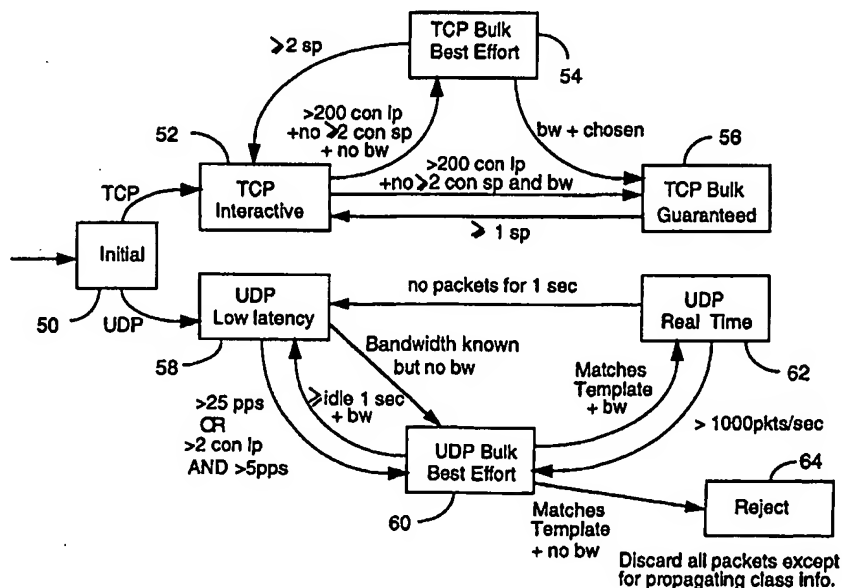 TCP Bulk
Best Effort
54
⩾2 sp
>200 con lp
+no ⩾2 con sp
+ no bw
bw + chosen
52
56
TCP
TCP
Interactive
>200 con lp
+no⩾2 con sp and bw
TCP Bulk
Guaranteed
⩾ 1 sp
Initial
50
UDP
UDP
Low latency
58
no packets for 1 sec
UDP
Real Time
62
Bandwidth known
but no bw
>25 pps
OR
>2 con lp
AND >5pps
⩾idle 1 sec
+ bw
Matches
Template
+ bw
> 1000pkts/sec
UDP Bulk
Best Effort
60
64
Reject
Matches
Template
+ no bw
Discard all packets except
for propagating class info.